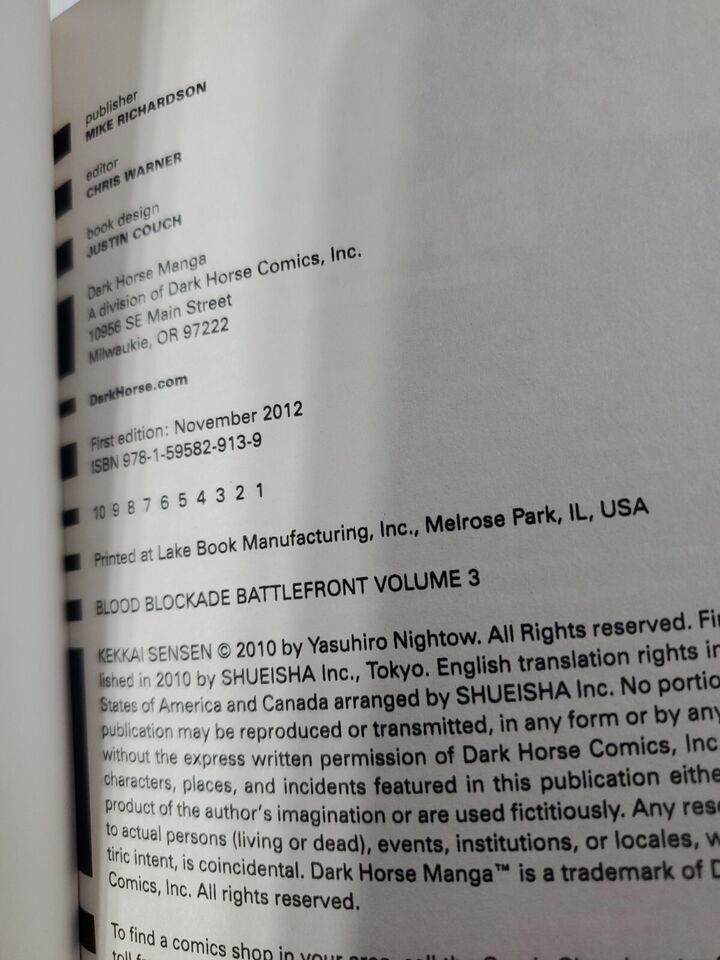 publisher
MIKE RICHARDSON
editor
CHRIS WARNER
book design
JUSTIN COUCH
Dark Horse Manga
A division of Dark Horse Comics, Inc.
10956 SE Main Street
Milwaukie, OR 97222
DarkHorse.com
First edition: November 2012
ISBN 978-1-59582-913-9
10 9 8 7 6 5 4 3 2 1
Printed at Lake Book Manufacturing, Inc., Melrose Park, IL, USA
BLOOD BLOCKADE BATTLEFRONT VOLUME 3
KEKKAI SENSEN © 2010 by Yasuhiro Nightow. All Rights reserved.
lished in 2010 by SHUEISHA Inc., Tokyo. English translation rights in
States of America and Canada arranged by SHUEISHA Inc. No portio
publication may be reproduced or transmitted, in any form or by any
without the express written permission of Dark Horse Comics, Inc
characters, places, and incidents featured in this publication eithe
product of the author's imagination or are used fictitiously. Any res
to actual persons (living or dead), events, institutions, or locales, w
tiric intent, is coincidental. Dark Horse Manga™ is a trademark of D
Comics, Inc. All rights reserved.
To find a comics shop in your